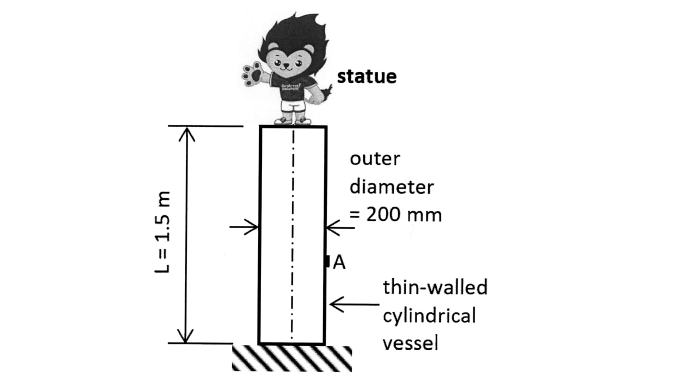 statue
outer
diameter
= 200 mm
L = 1.5 m
A
thin-walled
cylindrical
vessel